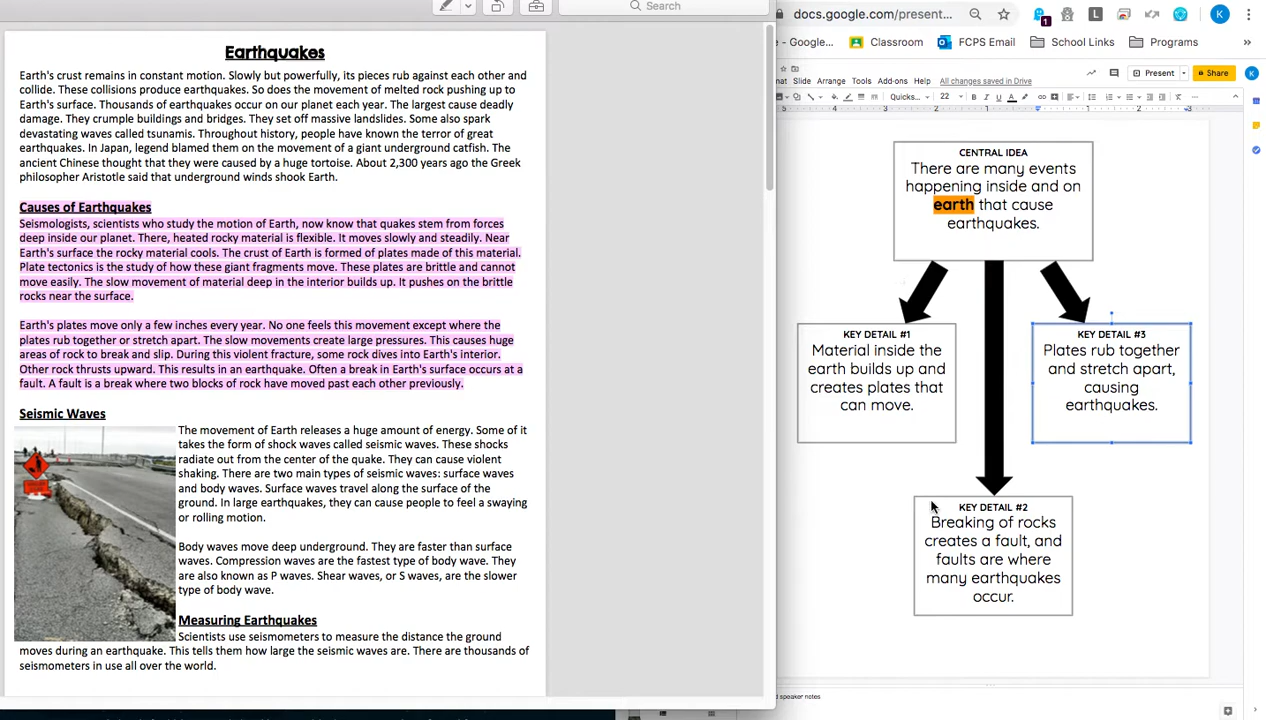 Search
Earthquakes
Earth's crust remains in constant motion. Slowly but powerfully, its pieces rub against each other and
collide. These collisions produce earthquakes. So does the movement of melted rock pushing up to
Earth's surface. Thousands of earthquakes occur on our planet each year. The largest cause deadly
damage. They crumple buildings and bridges. They set off massive landslides. Some also spark
devastating waves called tsunamis. Throughout history, people have known the terror of great
earthquakes. In Japan, legend blamed them on the movement of a giant underground catfish. The
ancient Chinese thought that they were caused by a huge tortoise. About 2,300 years ago the Greek
philosopher Aristotle said that underground winds shook Earth.
Causes of Earthquakes
Seismologists, scientists who study the motion of Earth, now know that quakes stem from forces
deep inside our planet. There, heated rocky material is flexible. It moves slowly and steadily. Near
Earth's surface the rocky material cools. The crust of Earth is formed of plates made of this material.
Plate tectonics is the study of how these giant fragments move. These plates are brittle and cannot
move easily. The slow movement of material deep in the interior builds up. It pushes on the brittle
rocks near the surface.
Earth's plates move only a few inches every year. No one feels this movement except where the
plates rub together or stretch apart. The slow movements create large pressures. This causes huge
areas of rock to break and slip. During this violent fracture, some rock dives into Earth's interior.
Other rock thrusts upward. This results in an earthquake. Often a break in Earth's surface occurs at a
fault. A fault is a break where two blocks of rock have moved past each other previously.
Seismic Waves
The movement of Earth releases a huge amount of energy. Some of it
takes the form of shock waves called seismic waves. These shocks
radiate out from the center of the quake. They can cause violent
shaking. There are two main types of seismic waves: surface waves
and body waves. Surface waves travel along the surface of the
ground. In large earthquakes, they can cause people to feel a swaying
or rolling motion.
Body waves move deep underground. They are faster than surface
waves. Compression waves are the fastest type of body wave. They
are also known as P waves. Shear waves, or S waves, are the slower
type of body wave.
Measuring Earthquakes
Scientists use seismometers to measure the distance the ground
moves during an earthquake. This tells them how large the seismic waves are. There are thousands of
seismometers in use all over the world.
docs.google.com/present...
1
L
K
- Google...
Classroom
FCPS Email
School Links
Programs
»
mat Slide Arrange Tools Add-ons Help All changes saved in Drive
Present
Share
K
Quicks...
22
B I U A
5 4 3 2 1 1 2 3
CENTRAL IDEA
There are many events
happening inside and on
earth that cause
earthquakes.
KEY DETAIL #1
Material inside the
earth builds up and
creates plates that
can move.
KEY DETAIL #3
Plates rub together
and stretch apart,
causing
earthquakes.
KEY DETAIL #2
Breaking of rocks
creates a fault, and
faults are where
many earthquakes
occur.
d speaker notes